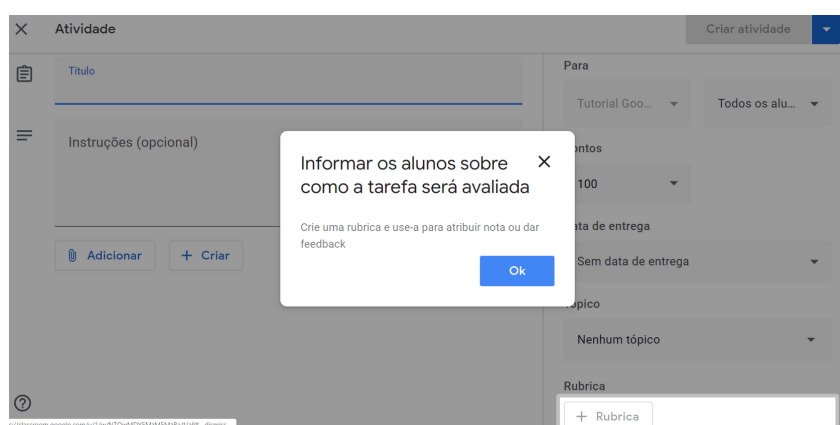 Atividade
Criar atividade
Título
Instruções (opcional)
Adicionar
+ Criar
Informar os alunos sobre
como a tarefa será avaliada
Crie uma rubrica e use-a para atribuir nota ou dar
feedback
Ok
Para
Tutorial Goo...
Todos os alu...
ontos
100
ata de entrega
Sem data de entrega
ópico
Nenhum tópico
Rubrica
+ Rubrica